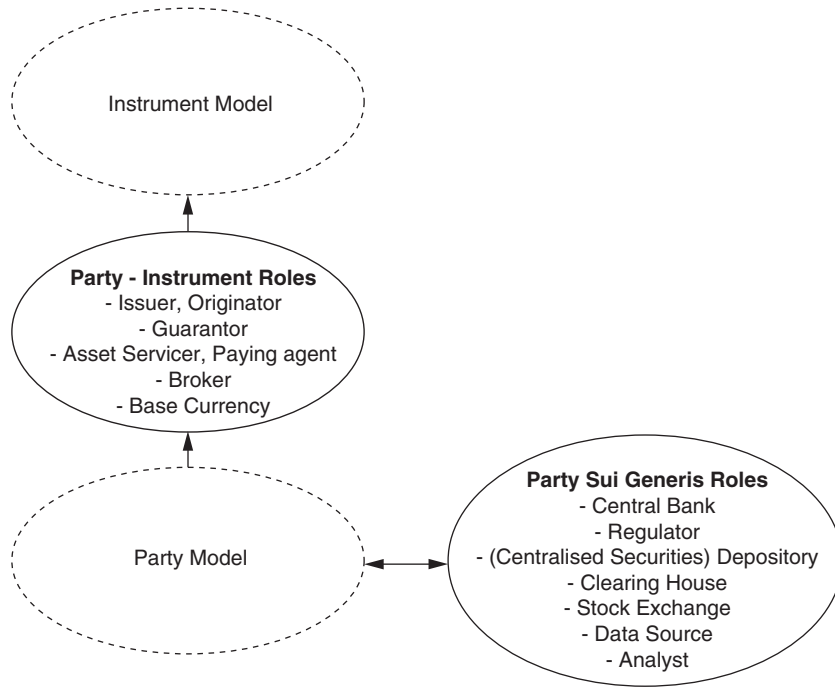 Instrument Model
Party - Instrument Roles
- Issuer, Originator
- Guarantor
- Asset Servicer, Paying agent
- Broker
- Base Currency
Party Model
Party Sui Generis Roles
- Central Bank
- Regulator
- (Centralised Securities) Depository
- Clearing House
- Stock Exchange
- Data Source
- Analyst